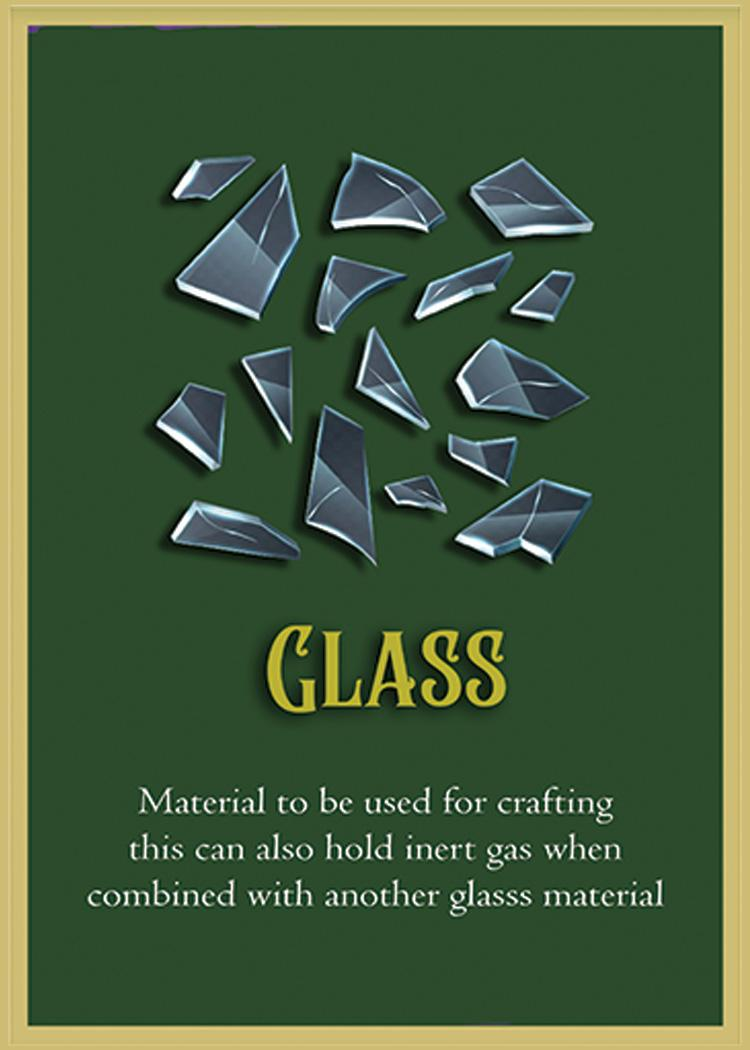 Glass
Material to be used for crafting
this can also hold inert gas when
combined with another glasss material